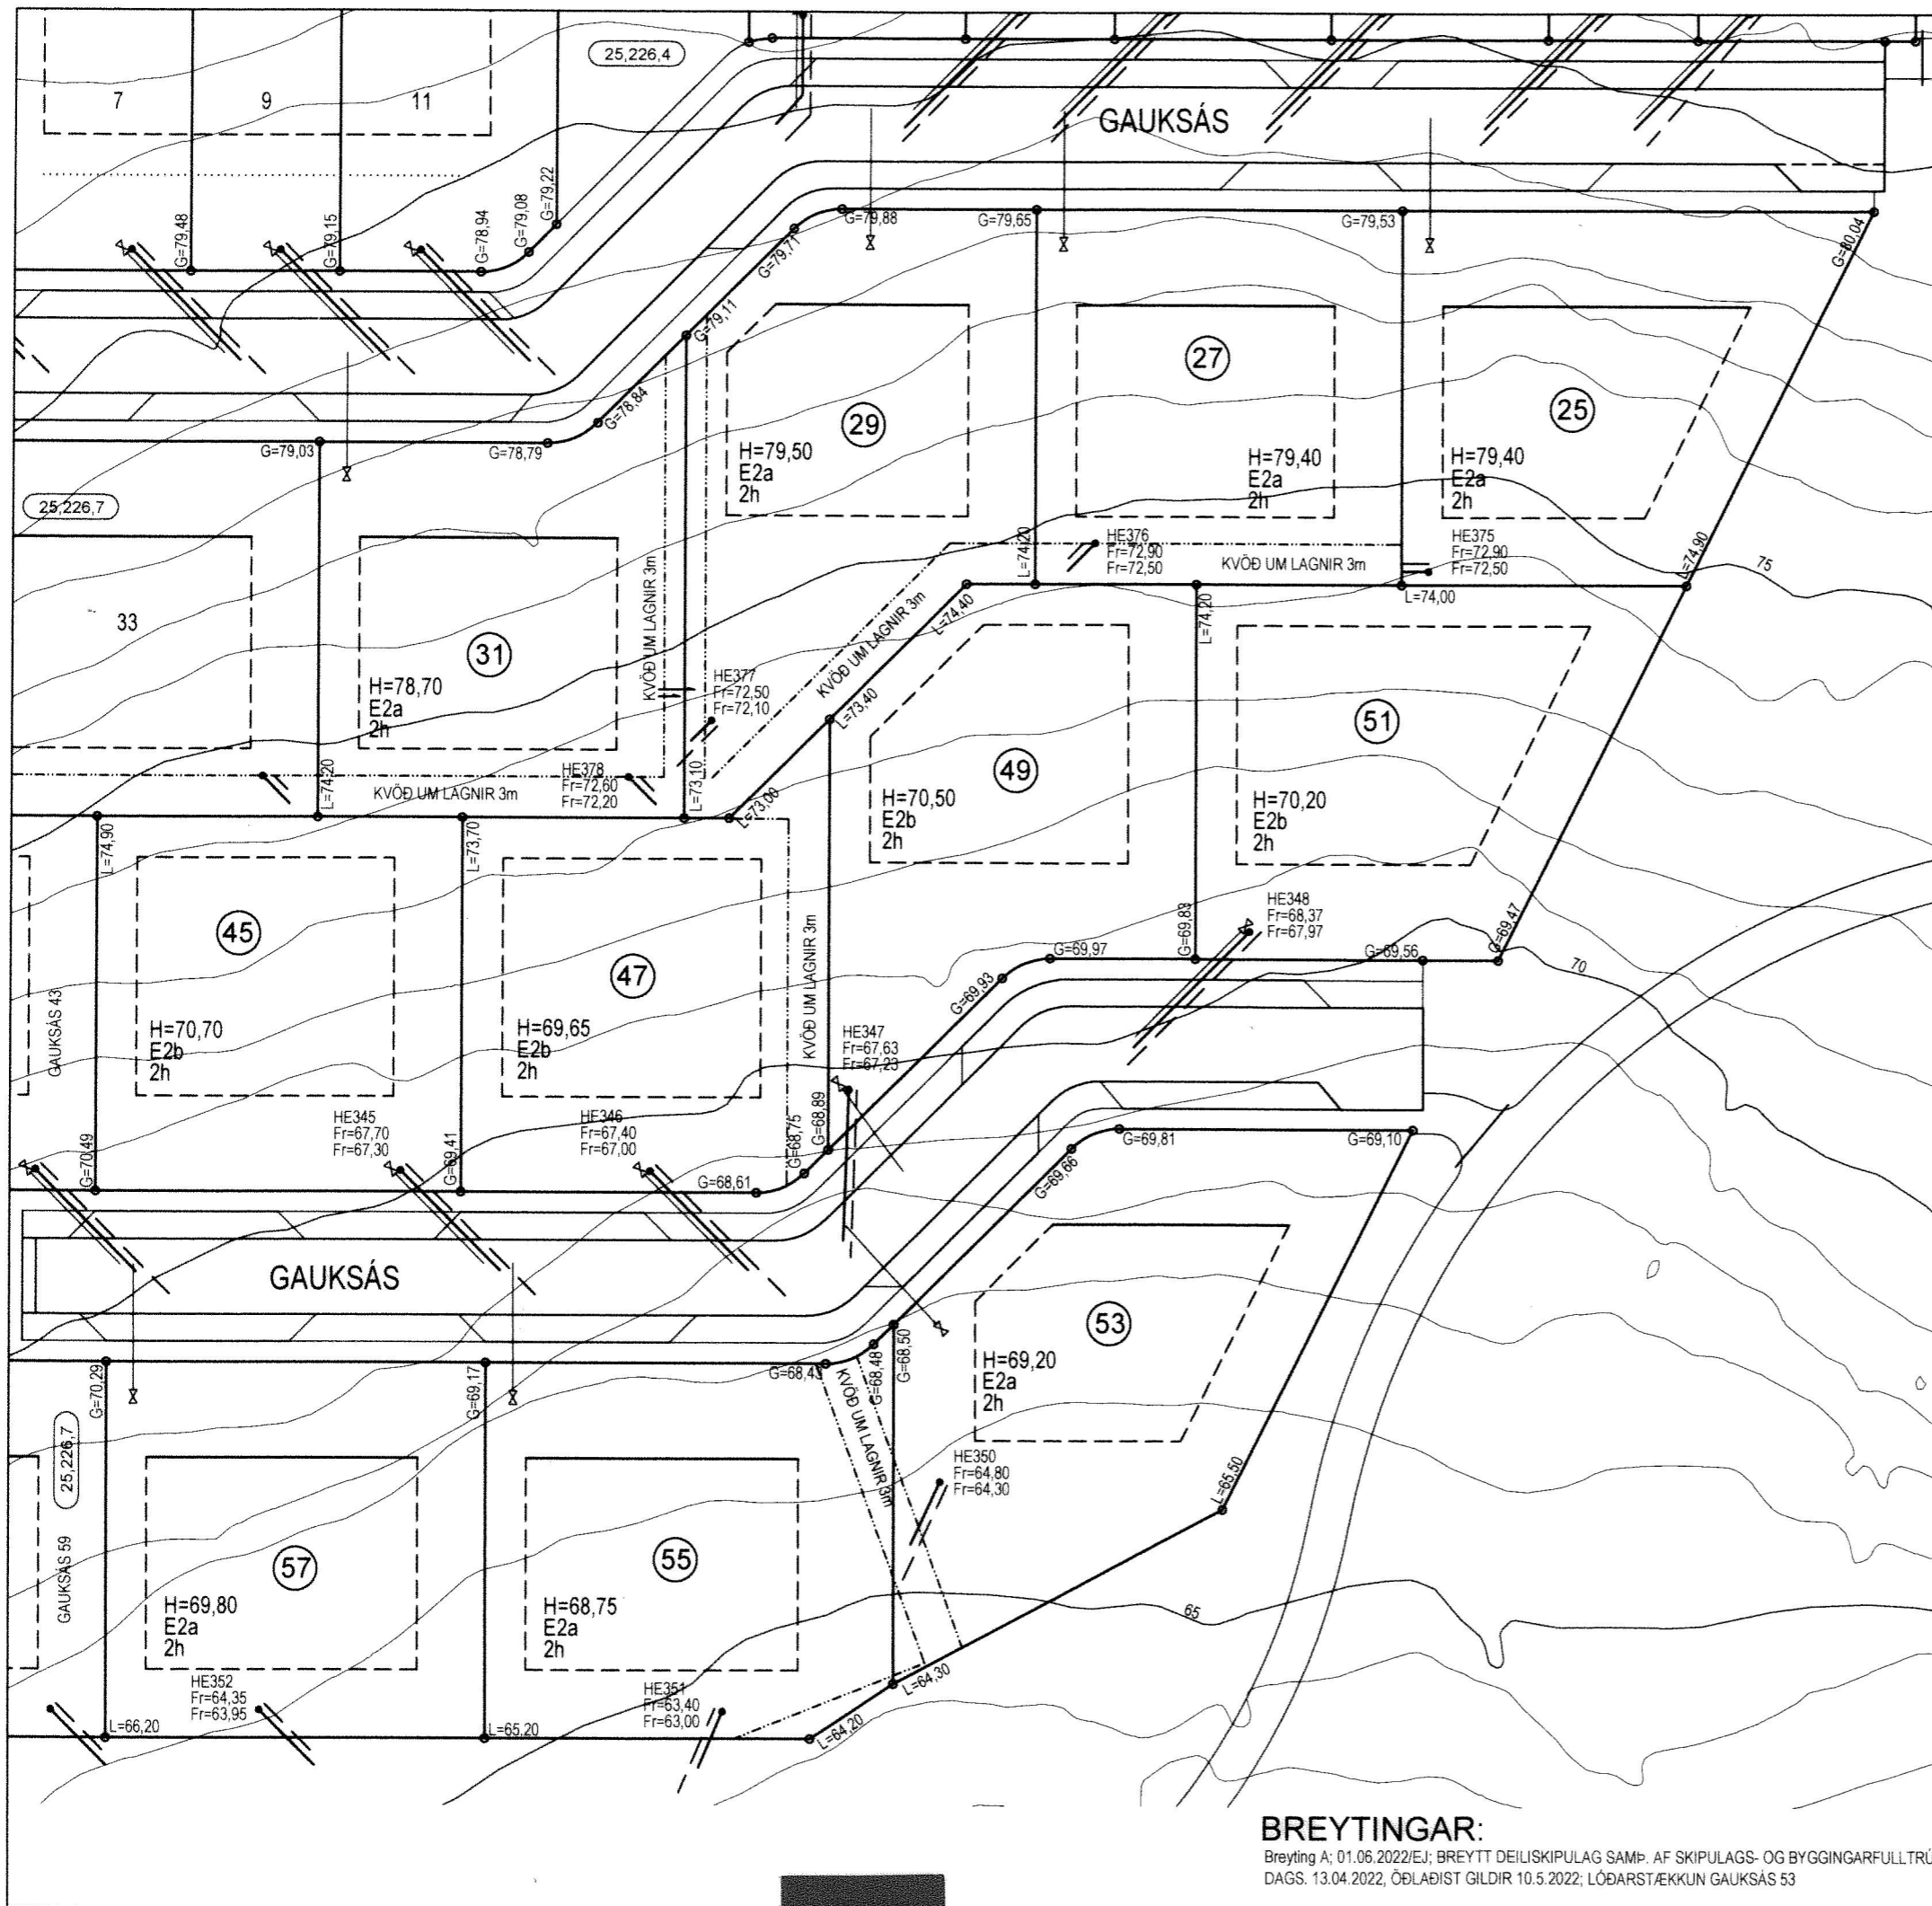 25,226,4
7
9
11
GAUKSÁS
G=79,48
G=79,15
G=78,94
G=79,08
G=79,22
G=79,71
G=79,88
G=79,65
G=79,53
G=80,04
G=79,11
G=78,84
G=79,03
G=78,79
25,226,7
29
H=79,50
E2a
2h
27
H=79,40
E2a
2h
25
H=79,40
E2a
2h
HE376
Fr=72,90
Fr=72,50
KVÖÐ UM LAGNIR 3m
HE375
Fr=72,90
Fr=72,50
L=74,20
L=74,00
L=74,90
75
33
31
H=78,70
E2a
2h
KVÖÐ UM LAGNIR 3m
HE377
Fr=72,50
Fr=72,10
KVÖÐ UM LAGNIR 3m
L=74,40
L=73,40
L=74,20
L=74,20
KVÖÐ UM LAGNIR 3m
HE378
Fr=72,60
Fr=72,20
L=73,10
L=73,00
49
H=70,50
E2b
2h
51
H=70,20
E2b
2h
L=74,90
L=73,70
GAUKSÁS 43
45
H=70,70
E2b
2h
47
H=69,65
E2b
2h
KVÖÐ UM LAGNIR 3m
HE348
Fr=68,37
Fr=67,97
G=69,97
G=69,93
G=69,83
G=69,56
G=69,47
70
HE347
Fr=67,63
Fr=67,23
HE345
Fr=67,70
Fr=67,30
HE346
Fr=67,40
Fr=67,00
G=70,49
G=69,41
G=68,61
G=68,75
G=68,89
G=69,81
G=69,66
G=69,10
GAUKSÁS
53
H=69,20
E2a
2h
G=70,29
G=69,17
G=68,43
G=68,48
G=68,50
KVÖÐ UM LAGNIR 3m
25,226,7
GAUKSÁS 59
57
H=69,80
E2a
2h
55
H=68,75
E2a
2h
HE350
Fr=64,80
Fr=64,30
L=65,50
65
HE352
Fr=64,35
Fr=63,95
HE351
Fr=63,40
Fr=63,00
L=66,20
L=65,20
L=64,20
L=64,30
BREYTINGAR:
Breyting A; 01.06.2022/EJ; BREYTT DEILISKIPULAG SAMÞ. AF SKIPULAGS- OG BYGGINGARFULLTRÚ
DAGS. 13.04.2022, ÖÐLAÐIST GILDIR 10.5.2022; LÓÐARSTÆKKUN GAUKSÁS 53